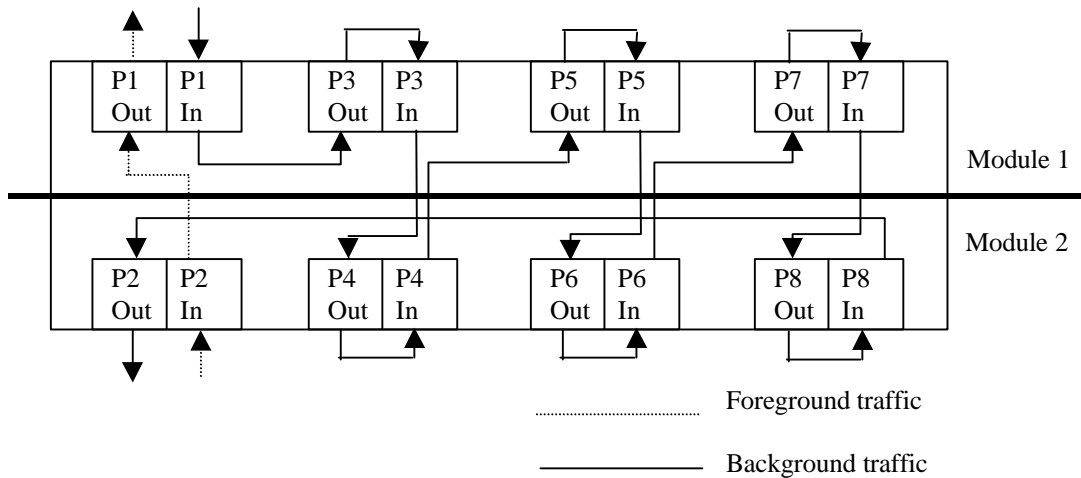 P1 P1 P3 P3 P5 P5 P7 P7
Out In Out In Out In Out In
Module 1
Module 2
P2 P2 P4 P4 P6 P6 P8 P8
Out In Out In Out In Out In
Foreground traffic
Background traffic